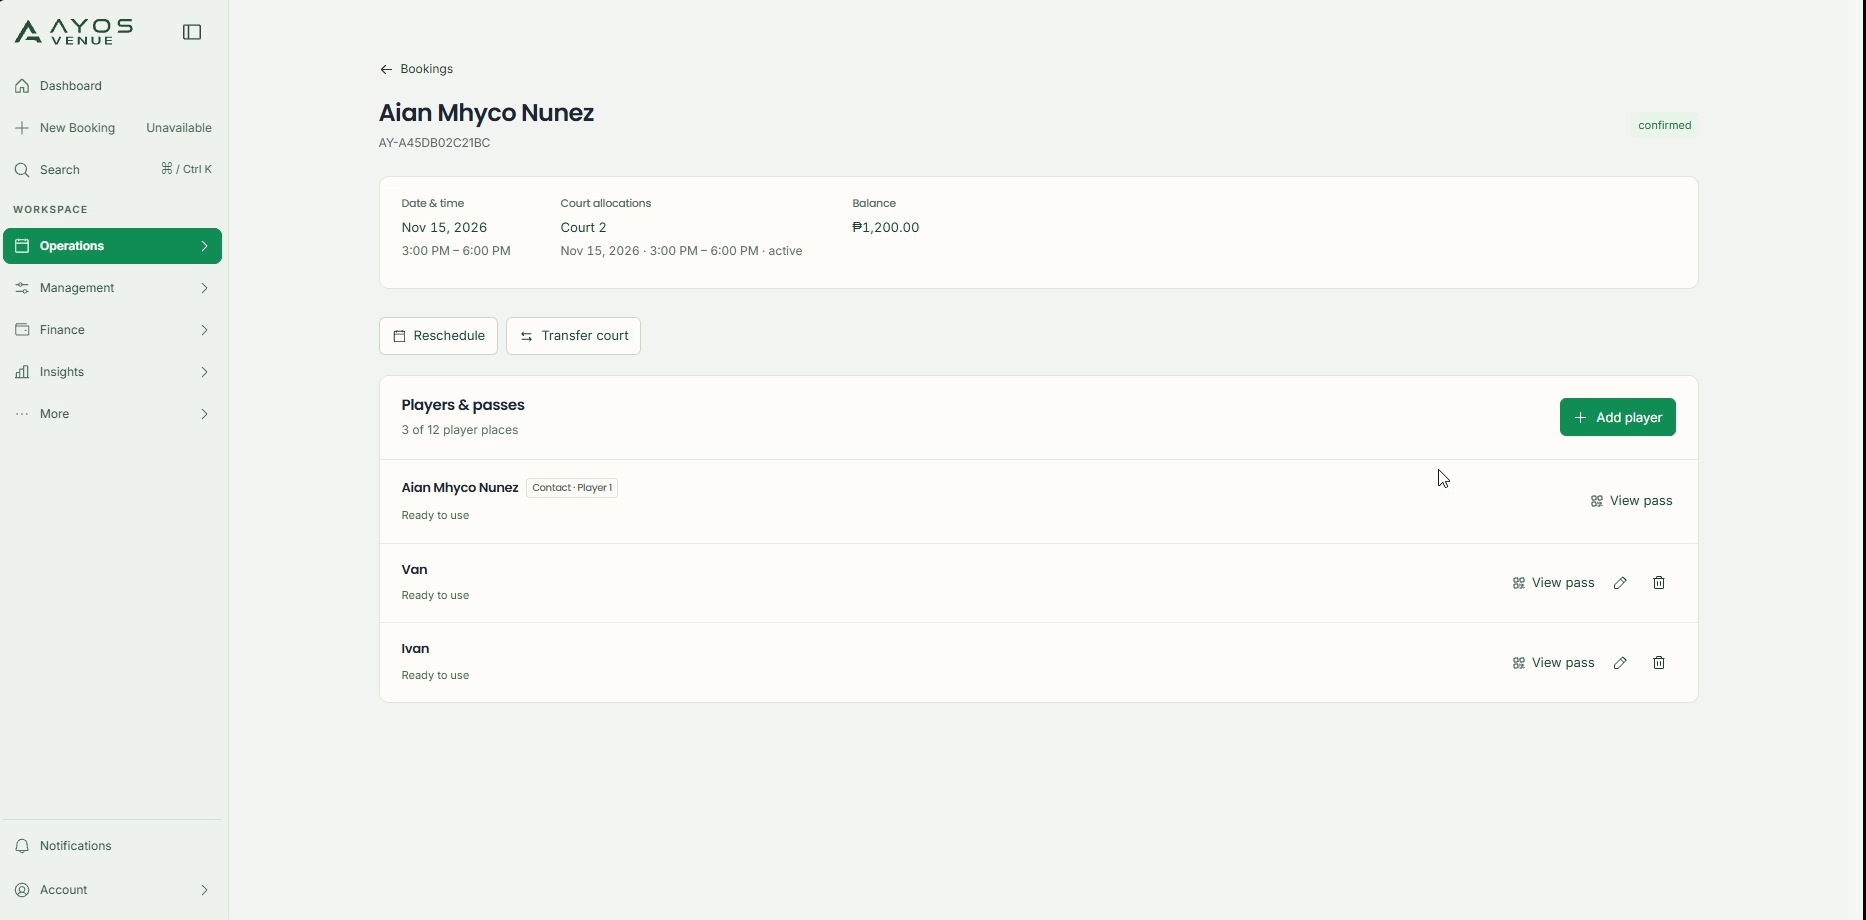 AYOS
VENUE
Dashboard
New Booking Unavailable
Search ⌘ / Ctrl K
WORKSPACE
Operations
Management
Finance
Insights
More
Notifications
Account
← Bookings
Aian Mhyco Nunez
AY-A45DB02C21BC
confirmed
Date & time
Nov 15, 2026
3:00 PM – 6:00 PM
Court allocations
Court 2
Nov 15, 2026 · 3:00 PM – 6:00 PM · active
Balance
₱1,200.00
Reschedule
Transfer court
Players & passes
3 of 12 player places
+ Add player
Aian Mhyco Nunez Contact · Player 1
Ready to use
View pass
Van
Ready to use
View pass
Ivan
Ready to use
View pass